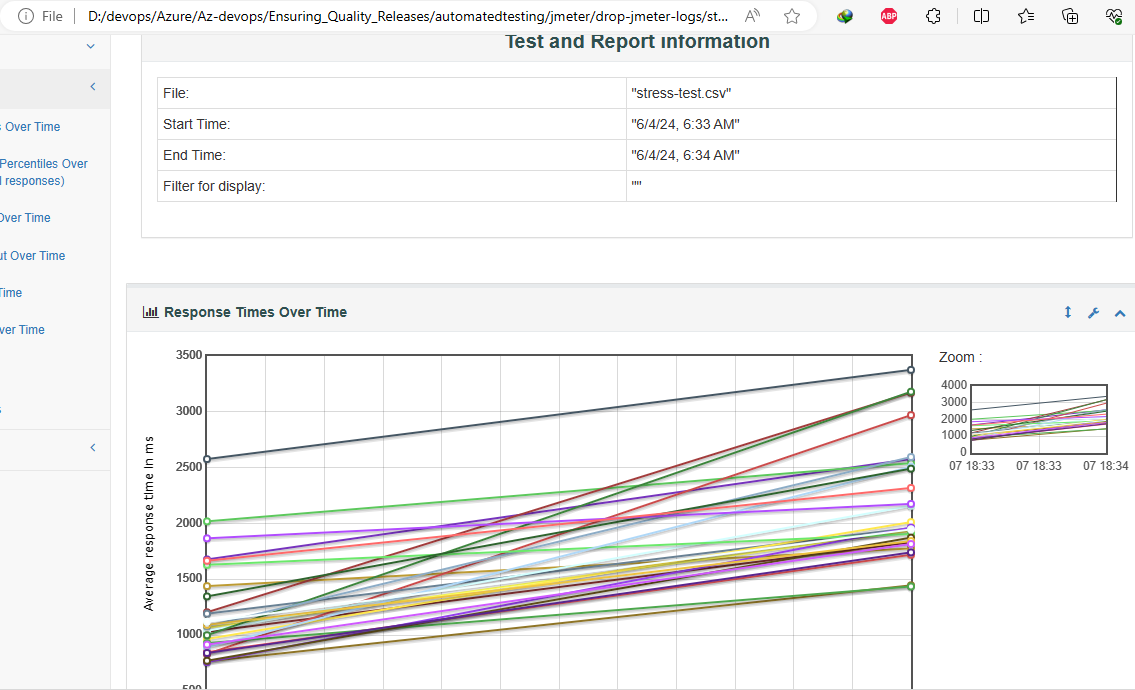 File
D:/devops/Azure/Az-devops/Ensuring_Quality_Releases/automatedtesting/jmeter/drop-jmeter-logs/st...
ABP
Test and Report information
File:
"stress-test.csv"
Start Time:
"6/4/24, 6:33 AM"
End Time:
"6/4/24, 6:34 AM"
Filter for display:
""
Over Time
Percentiles Over
responses)
Over Time
Over Time
Time
Over Time
Response Times Over Time
Zoom :
Average response time in ms
3500
3000
2500
2000
1500
1000
500
4000
3000
2000
1000
0
07 18:33
07 18:33
07 18:34